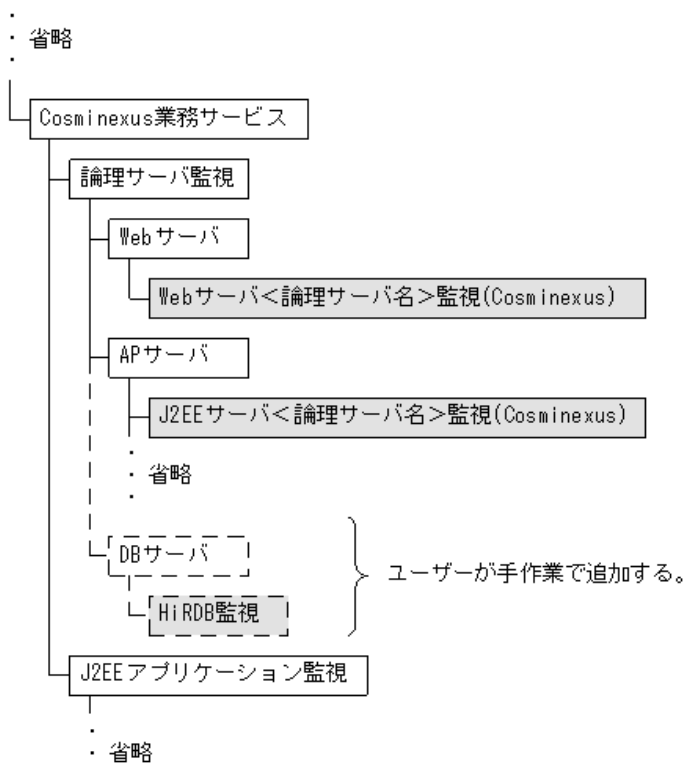 省略
Cosminexus業務サービス
論理サーバ監視
Webサーバ
Webサーバ<論理サーバ名>監視(Cosminexus)
APサーバ
J2EEサーバ<論理サーバ名>監視(Cosminexus)
省略
DBサーバ
ユーザーが手作業で追加する。
HiRDB監視
J2EEアプリケーション監視
省略